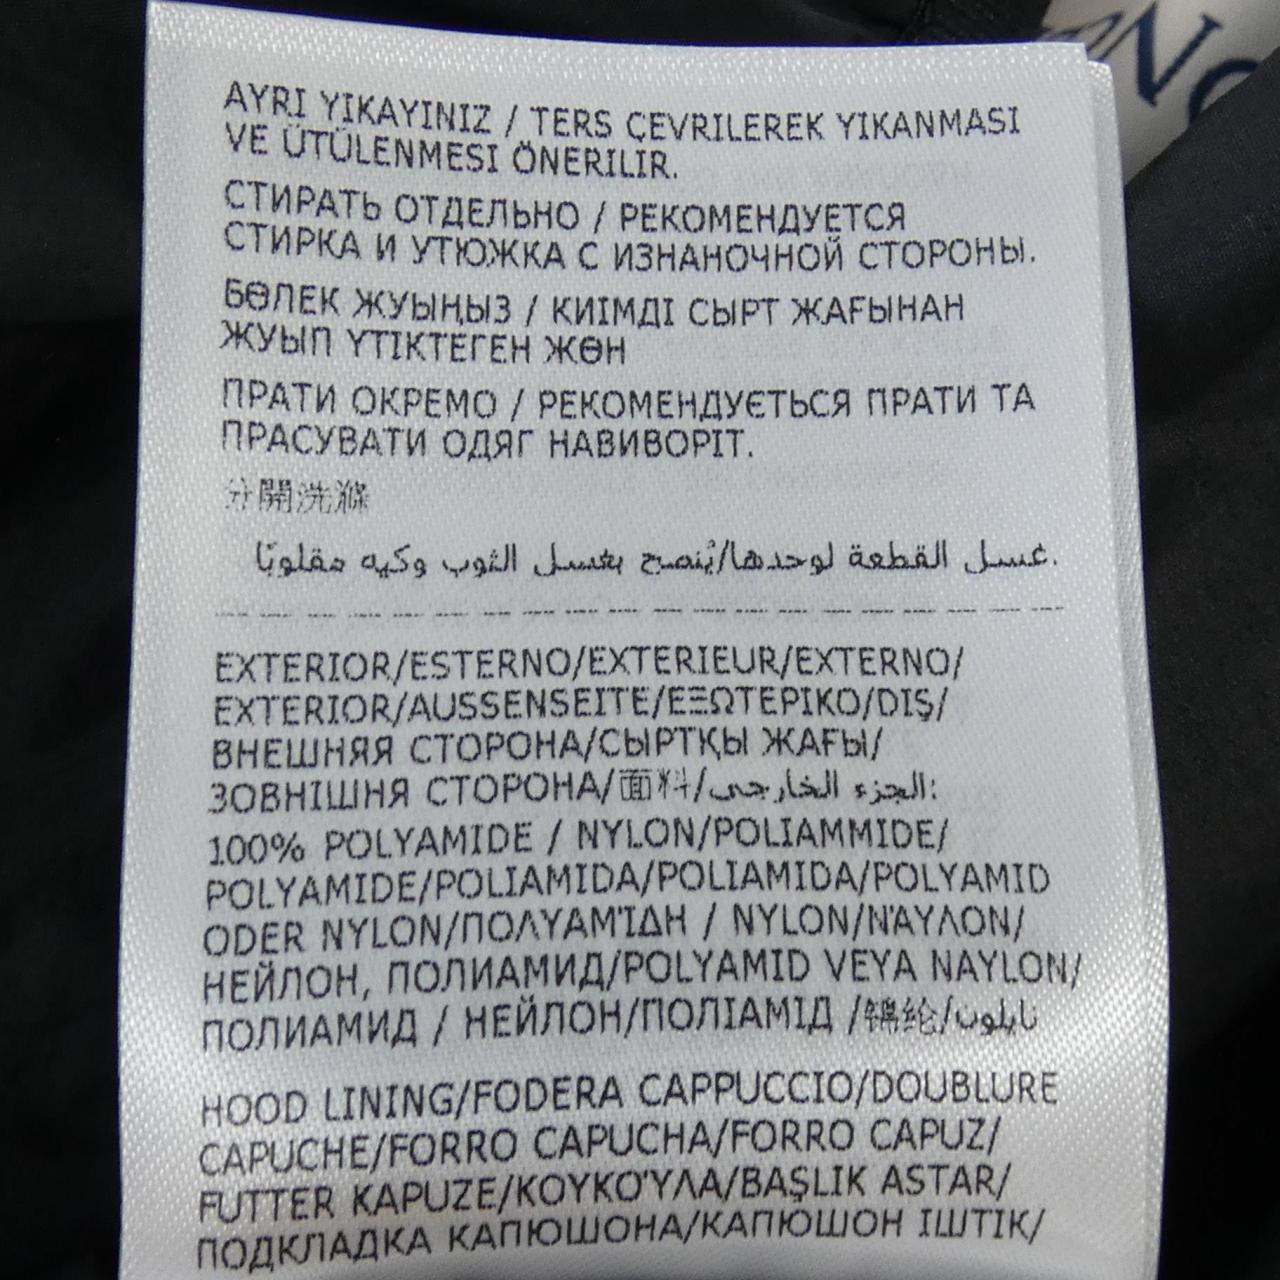 NC
AYRI YIKAYINIZ / TERS ÇEVRILEREK YIKANMASI
VE ÜTÜLENMESI ÖNERILIR.
СТИРАТЬ ОТДЕЛЬНО / РЕКОМЕНДУЕТСЯ
СТИРКА И УТЮЖКА С ИЗНАНОЧНОЙ СТОРОНЫ.
БӨЛЕК ЖУЫҢЫЗ / КИІМДІ СЫРТ ЖАҒЫНАН
ЖУЫП ҮТІКТЕГЕН ЖӨН
ПРАТИ ОКРЕМО / РЕКОМЕНДУЄТЬСЯ ПРАТИ ТА
ПРАСУВАТИ ОДЯГ НАВИВОРІТ.
分開洗滌
غسل القطعة لوحدها/يُنصح بغسل الثوب وكيه مقلوبًا.
EXTERIOR/ESTERNO/EXTERIEUR/EXTERNO/
EXTERIOR/AUSSENSEITE/ΕΞΩΤΕΡΙΚΟ/DIŞ/
ВНЕШНЯЯ СТОРОНА/СЫРТҚЫ ЖАҒЫ/
ЗОВНІШНЯ СТОРОНА/面料/الجزء الخارجي:
100% POLYAMIDE / NYLON/POLIAMMIDE/
POLYAMIDE/POLIAMIDA/POLIAMIDA/POLYAMID
ODER NYLON/ΠΟΛΥΑΜΊΔΗ / NYLON/ΝΆΥΛΟΝ/
НЕЙЛОН, ПОЛИАМИД/POLYAMID VEYA NAYLON/
ПОЛИАМИД / НЕЙЛОН/ПОЛІАМІД /锦纶/نايلون
HOOD LINING/FODERA CAPPUCCIO/DOUBLURE
CAPUCHE/FORRO CAPUCHA/FORRO CAPUZ/
FUTTER KAPUZE/ΚΟΥΚΟΎΛΑ/BAŞLIK ASTAR/
ПОДКЛАДКА КАПЮШОНА/КАПЮШОН ІШТІК/